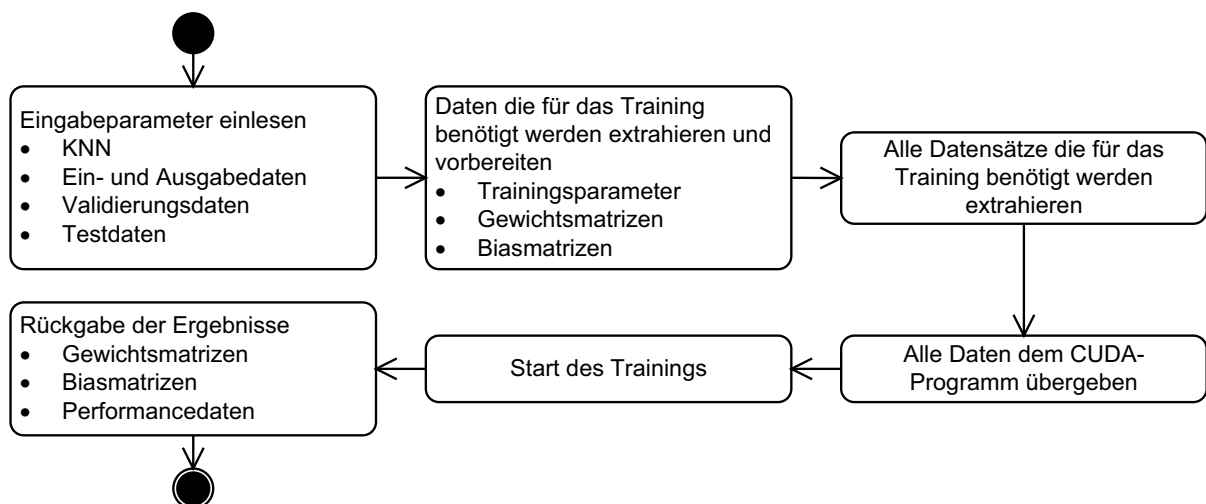 Eingabeparameter einlesen
• KNN
• Ein- und Ausgabedaten
• Validierungsdaten
• Testdaten
Daten die für das Training
benötigt werden extrahieren und
vorbereiten
• Trainingsparameter
• Gewichtsmatrizen
• Biasmatrizen
Alle Datensätze die für das
Training benötigt werden
extrahieren
Alle Daten dem CUDA-
Programm übergeben
Start des Trainings
Rückgabe der Ergebnisse
• Gewichtsmatrizen
• Biasmatrizen
• Performancedaten